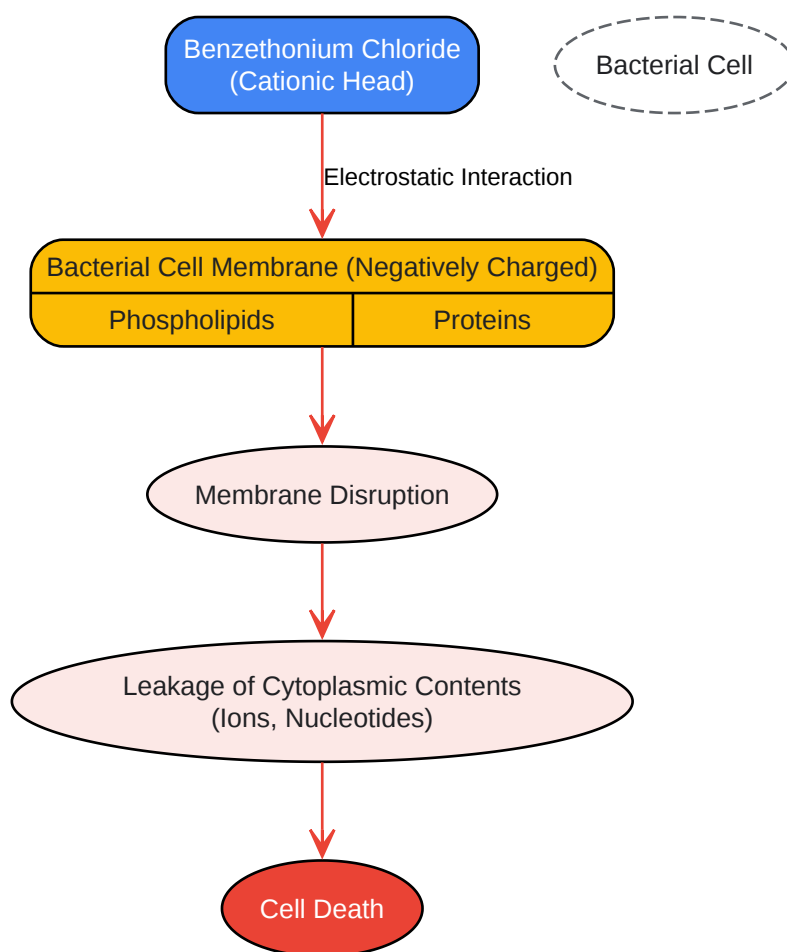 Benzethonium Chloride
(Cationic Head)
Bacterial Cell
Electrostatic Interaction
Bacterial Cell Membrane (Negatively Charged)
Phospholipids
Proteins
Membrane Disruption
Leakage of Cytoplasmic Contents
(Ions, Nucleotides)
Cell Death